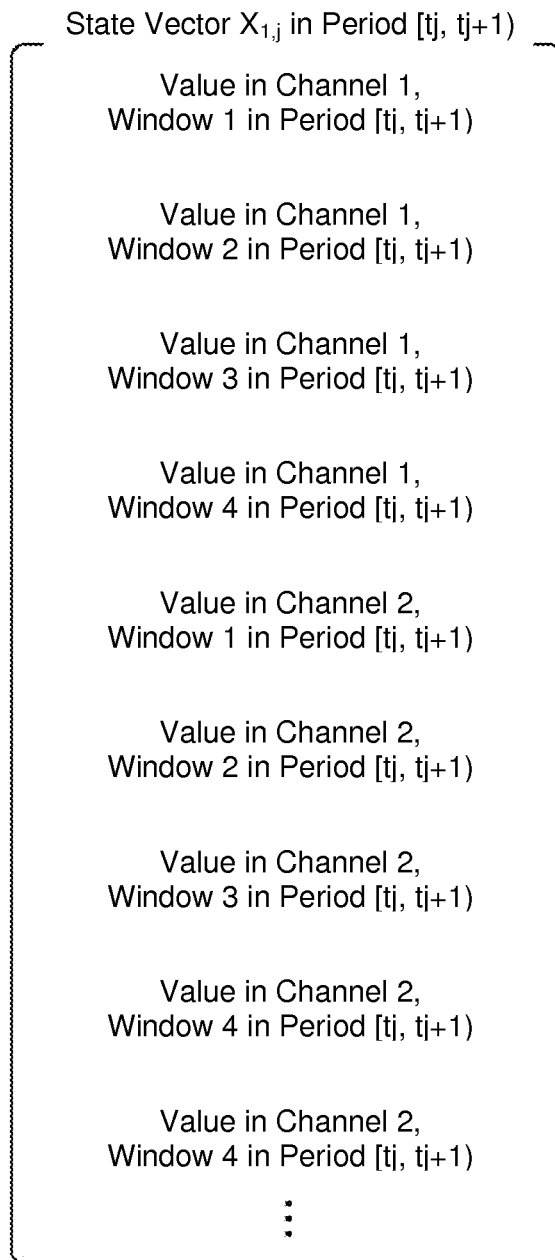 State Vector X1,j in Period [tj, tj+1)
Value in Channel 1,
Window 1 in Period [tj, tj+1)
Value in Channel 1,
Window 2 in Period [tj, tj+1)
Value in Channel 1,
Window 3 in Period [tj, tj+1)
Value in Channel 1,
Window 4 in Period [tj, tj+1)
Value in Channel 2,
Window 1 in Period [tj, tj+1)
Value in Channel 2,
Window 2 in Period [tj, tj+1)
Value in Channel 2,
Window 3 in Period [tj, tj+1)
Value in Channel 2,
Window 4 in Period [tj, tj+1)
Value in Channel 2,
Window 4 in Period [tj, tj+1)
⋮